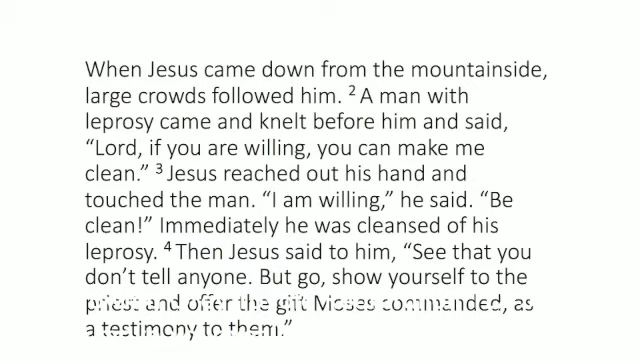 When Jesus came down from the mountainside,
large crowds followed him. ² A man with
leprosy came and knelt before him and said,
“Lord, if you are willing, you can make me
clean.” ³ Jesus reached out his hand and
touched the man. “I am willing,” he said. “Be
clean!” Immediately he was cleansed of his
leprosy. ⁴ Then Jesus said to him, “See that you
don’t tell anyone. But go, show yourself to the
priest and offer the gift Moses commanded, as
a testimony to them.”